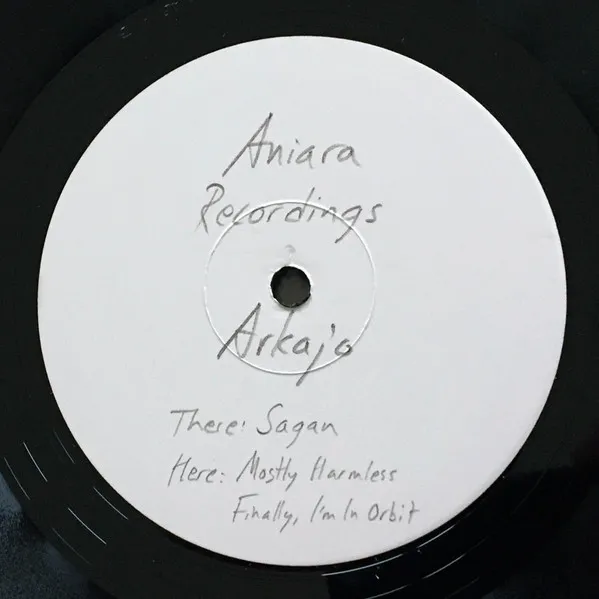 Aniara
Recordings
Arkajo
There: Sagan
Here: Mostly Harmless
Finally, I'm In Orbit